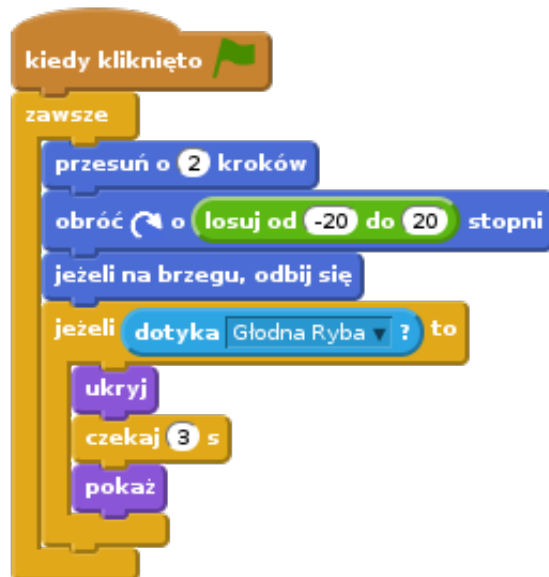 kiedy kliknięto
zawsze
przesuń o 2 kroków
obróć o losuj od -20 do 20 stopni
jeżeli na brzegu, odbij się
jeżeli dotyka Głodna Ryba ? to
ukryj
czekaj 3 s
pokaż